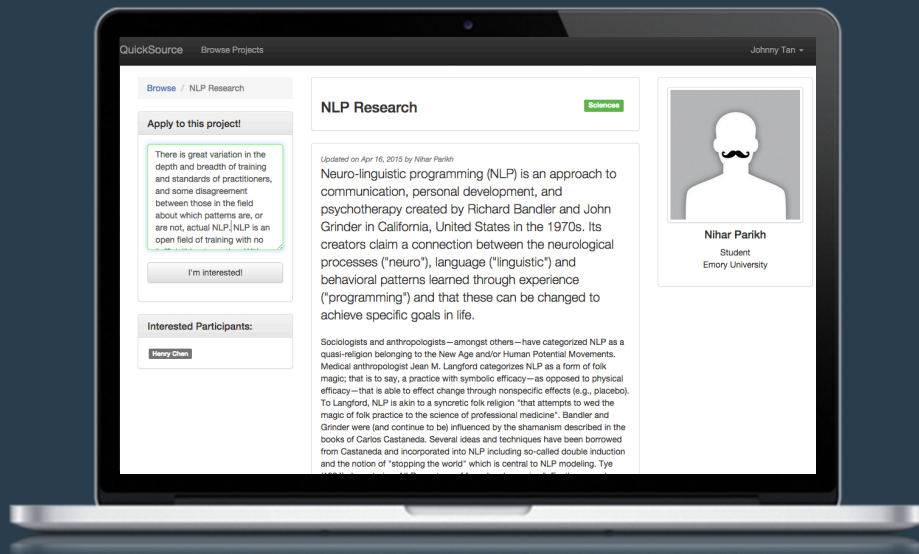 QuickSource Browse Projects Johnny Tan
Browse / NLP Research
Apply to this project!
There is great variation in the
depth and breadth of training
and standards of practitioners,
and some disagreement
between those in the field
about which patterns are, or
are not, actual NLP. NLP is an
open field of training with no
I'm interested!
Interested Participants:
Henry Chen
NLP Research
Sciences
Updated on Apr 16, 2015 by Nihar Parikh
Neuro-linguistic programming (NLP) is an approach to
communication, personal development, and
psychotherapy created by Richard Bandler and John
Grinder in California, United States in the 1970s. Its
creators claim a connection between the neurological
processes ("neuro"), language ("linguistic") and
behavioral patterns learned through experience
("programming") and that these can be changed to
achieve specific goals in life.
Sociologists and anthropologists—amongst others—have categorized NLP as a
quasi-religion belonging to the New Age and/or Human Potential Movements.
Medical anthropologist Jean M. Langford categorizes NLP as a form of folk
magic; that is to say, a practice with symbolic efficacy—as opposed to physical
efficacy—that is able to effect change through nonspecific effects (e.g., placebo).
To Langford, NLP is akin to a syncretic folk religion "that attempts to wed the
magic of folk practice to the science of professional medicine". Bandler and
Grinder were (and continue to be) influenced by the shamanism described in the
books of Carlos Castaneda. Several ideas and techniques have been borrowed
from Castaneda and incorporated into NLP including so-called double induction
and the notion of "stopping the world" which is central to NLP modeling. Tye
Nihar Parikh
Student
Emory University